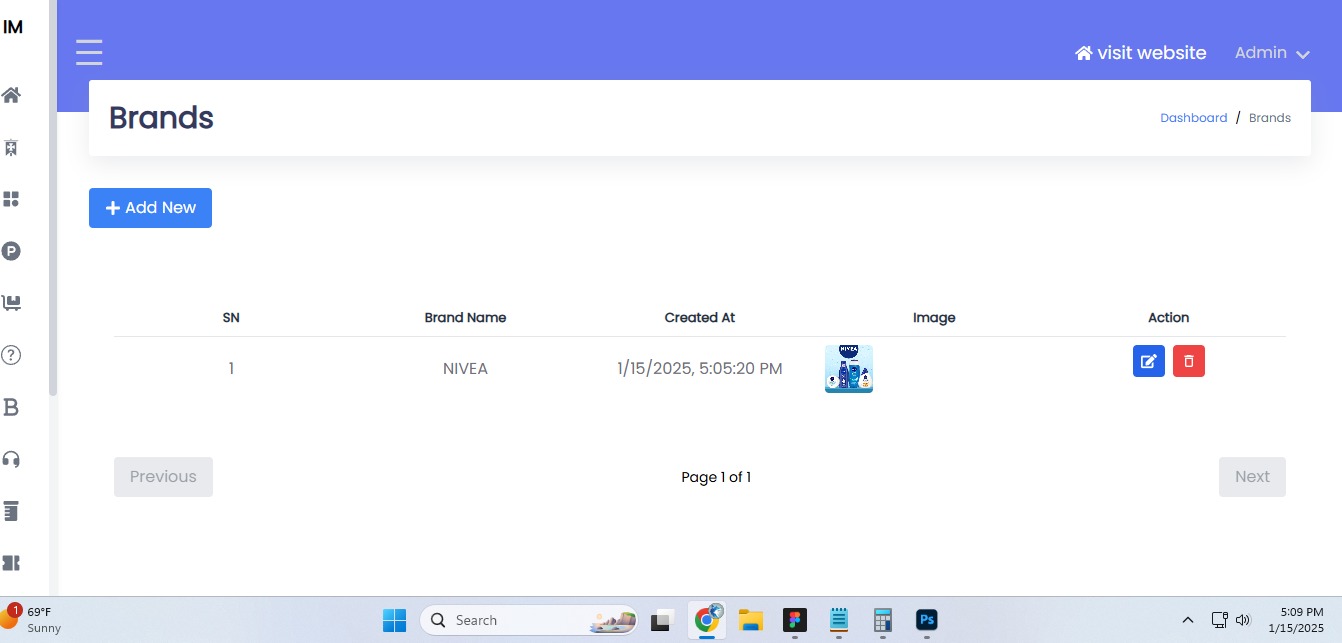 IM
visit website Admin
Brands
Dashboard / Brands
P
+ Add New
?
SN Brand Name Created At Image Action
1 NIVEA 1/15/2025, 5:05:20 PM
NIVEA
B
Previous Page 1 of 1 Next
1
69°F
Sunny
Search
Ps
5:09 PM
1/15/2025